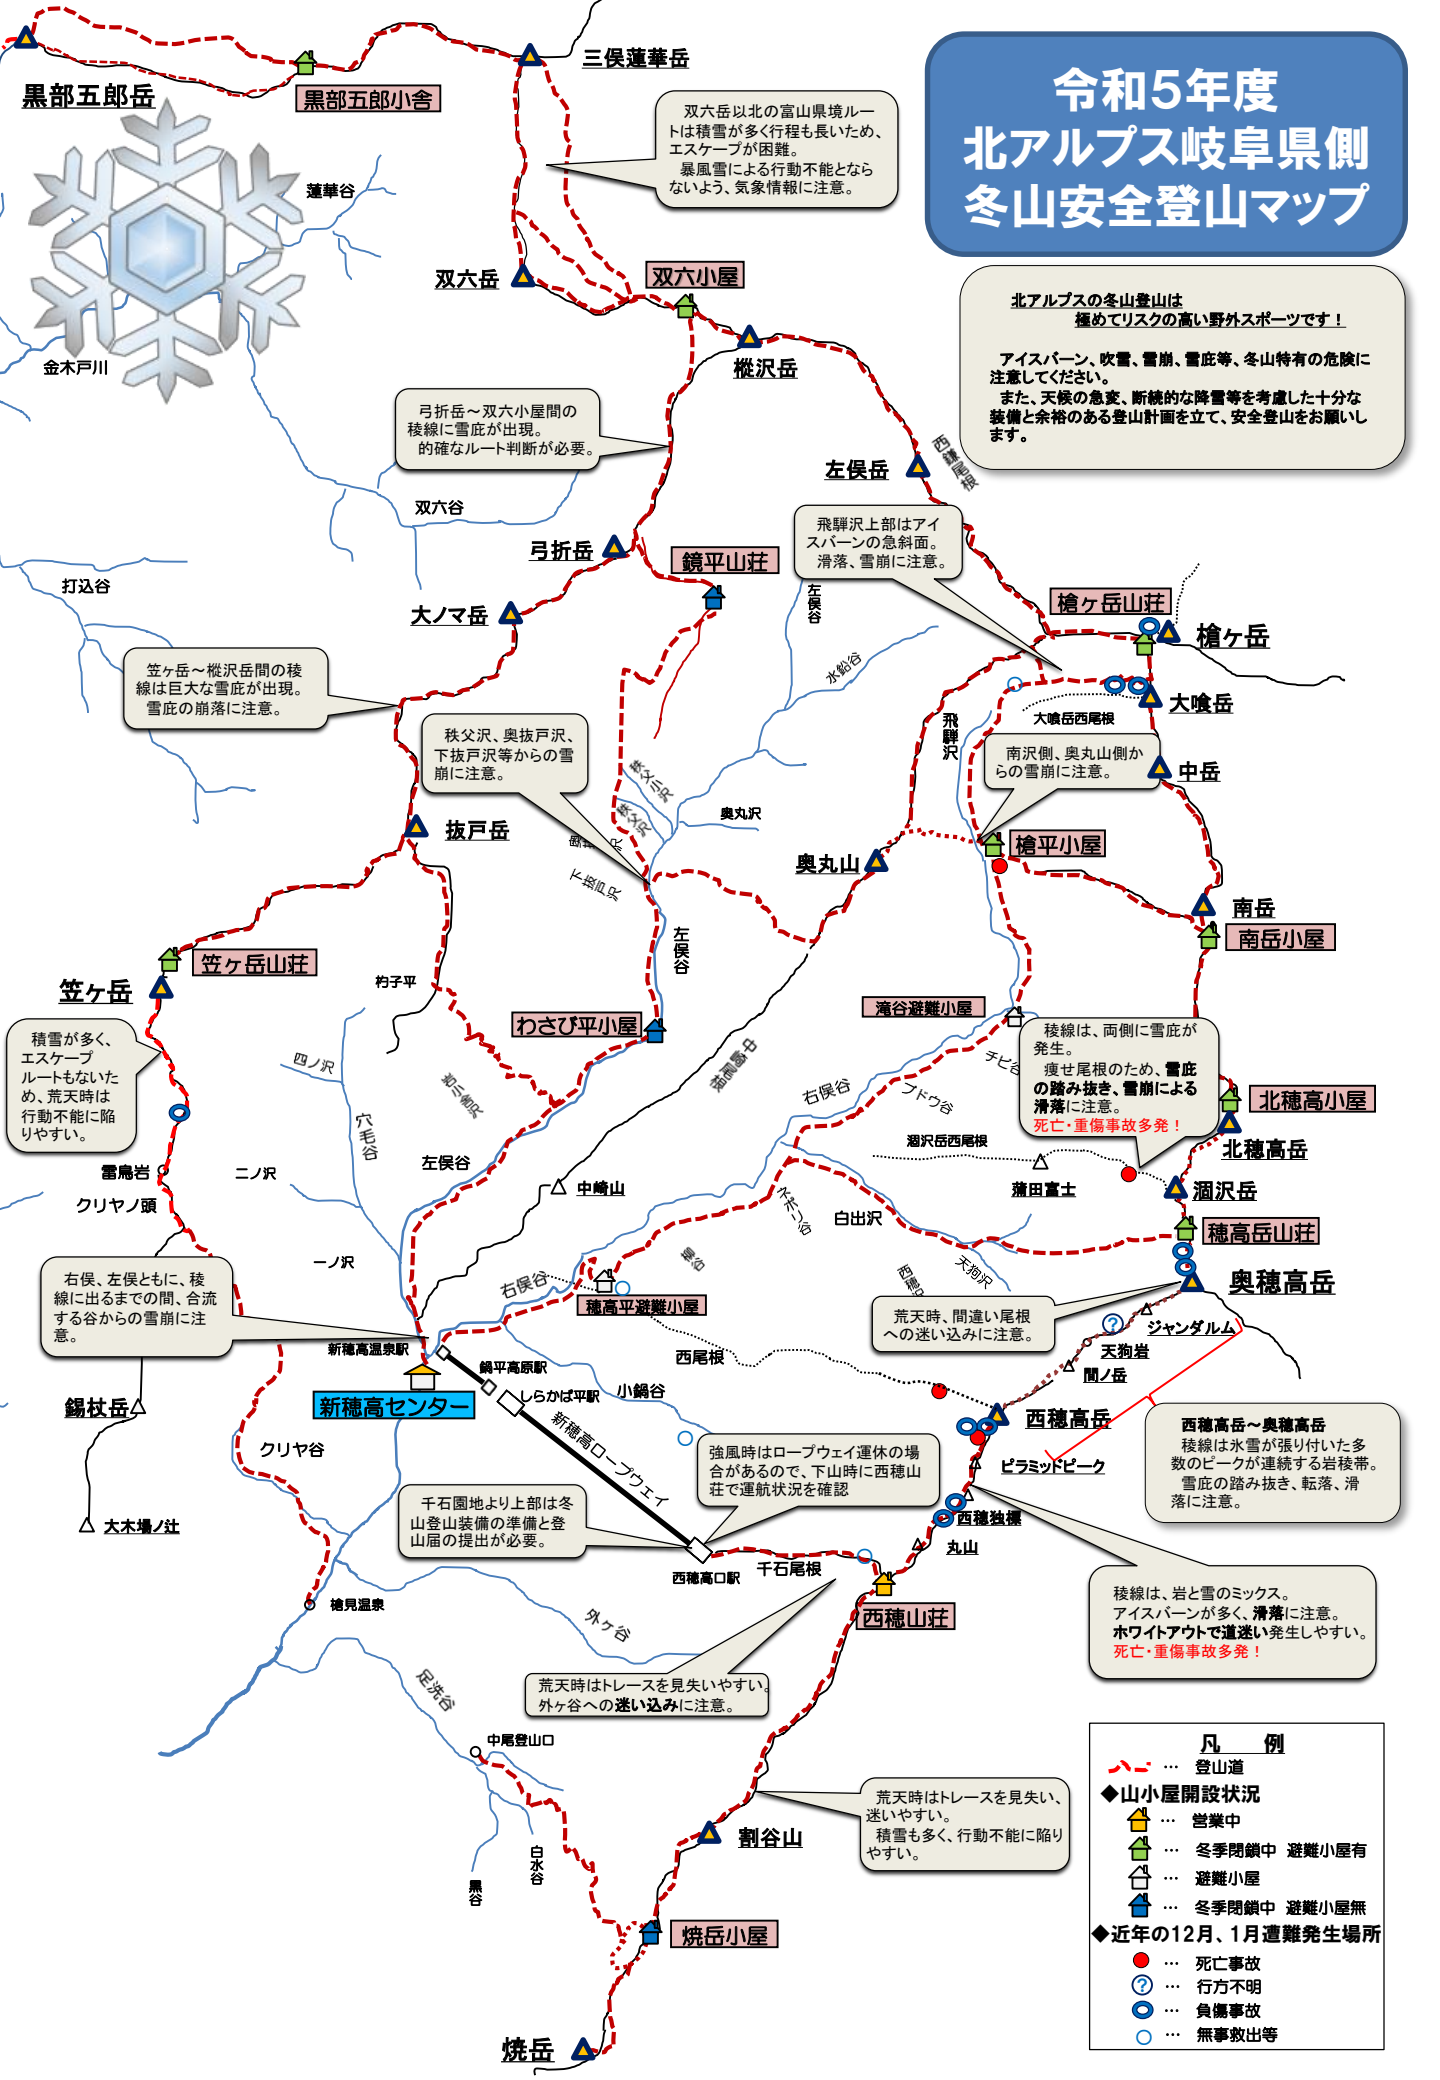 令和５年度
北アルプス岐阜県側
冬山安全登山マップ
北アルプスの冬山登山は
極めてリスクの高い野外スポーツです！
アイスバーン、吹雪、雪崩、雪庇等、冬山特有の危険に
注意してください。
また、天候の急変、断続的な降雪等を考慮した十分な
装備と余裕のある登山計画を立て、安全登山をお願いし
ます。
黒部五郎岳
黒部五郎小舎
三俣蓮華岳
双六岳以北の富山県境ルー
トは積雪が多く行程も長いため、
エスケープが困難。
暴風雪による行動不能となら
ないよう、気象情報に注意。
蓮華谷
双六岳
双六小屋
樅沢岳
金木戸川
弓折岳～双六小屋間の
稜線に雪庇が出現。
的確なルート判断が必要。
左俣岳
西鎌尾根
双六谷
飛騨沢上部はアイ
スバーンの急斜面。
滑落、雪崩に注意。
弓折岳
鏡平山荘
打込谷
左俣谷
大ノマ岳
槍ヶ岳山荘
槍ヶ岳
笠ヶ岳～樅沢岳間の稜
線は巨大な雪庇が出現。
雪庇の崩落に注意。
水鉛谷
大喰岳
大喰岳西尾根
飛騨沢
秩父沢、奥抜戸沢、
下抜戸沢等からの雪
崩に注意。
南沢側、奥丸山側か
らの雪崩に注意。
中岳
秩父小沢
秩父沢
奥丸沢
抜戸岳
下抜戸沢
奥丸山
槍平小屋
南岳
南岳小屋
左俣谷
笠ヶ岳山荘
笠ヶ岳
杓子平
わさび平小屋
滝谷避難小屋
積雪が多く、
エスケープ
ルートもないた
め、荒天時は
行動不能に陥
りやすい。
稜線は、両側に雪庇が
発生。
痩せ尾根のため、雪庇
の踏み抜き、雪崩による
滑落に注意。
死亡・重傷事故多発！
四ノ沢
岩小舎沢
中崎尾根
チビ谷
右俣谷
ブドウ谷
北穂高小屋
北穂高岳
穴毛谷
涸沢岳西尾根
雷鳥岩
二ノ沢
左俣谷
中崎山
蒲田富士
涸沢岳
クリヤノ頭
ネボリ谷
白出沢
穂高岳山荘
右俣、左俣ともに、稜
線に出るまでの間、合流
する谷からの雪崩に注
意。
一ノ沢
右俣谷
柳谷
天狗沢
奥穂高岳
穂高平避難小屋
荒天時、間違い尾根
への迷い込みに注意。
ジャンダルム
天狗岩
間ノ岳
新穂高温泉駅
鍋平高原駅
西尾根
しらかば平駅
小鍋谷
新穂高センター
錫杖岳
西穂高岳
新穂高ロープウェイ
西穂高岳～奥穂高岳
稜線は氷雪が張り付いた多
数のピークが連続する岩稜帯。
雪庇の踏み抜き、転落、滑
落に注意。
クリヤ谷
強風時はロープウェイ運休の場
合があるので、下山時に西穂山
荘で運航状況を確認
ピラミッドピーク
千石園地より上部は冬
山登山装備の準備と登
山届の提出が必要。
西穂独標
大木場ノ辻
丸山
西穂高口駅
千石尾根
槍見温泉
西穂山荘
稜線は、岩と雪のミックス。
アイスバーンが多く、滑落に注意。
ホワイトアウトで道迷い発生しやすい。
死亡・重傷事故多発！
外ヶ谷
荒天時はトレースを見失いやすい。
外ヶ谷への迷い込みに注意。
足洗谷
中尾登山口
荒天時はトレースを見失い、
迷いやすい。
積雪も多く、行動不能に陥り
やすい。
割谷山
白水谷
黒谷
焼岳小屋
焼岳
凡　例
… 登山道
◆山小屋開設状況
… 営業中
… 冬季閉鎖中 避難小屋有
… 避難小屋
… 冬季閉鎖中 避難小屋無
◆近年の12月、1月遭難発生場所
… 死亡事故
? … 行方不明
… 負傷事故
… 無事救出等